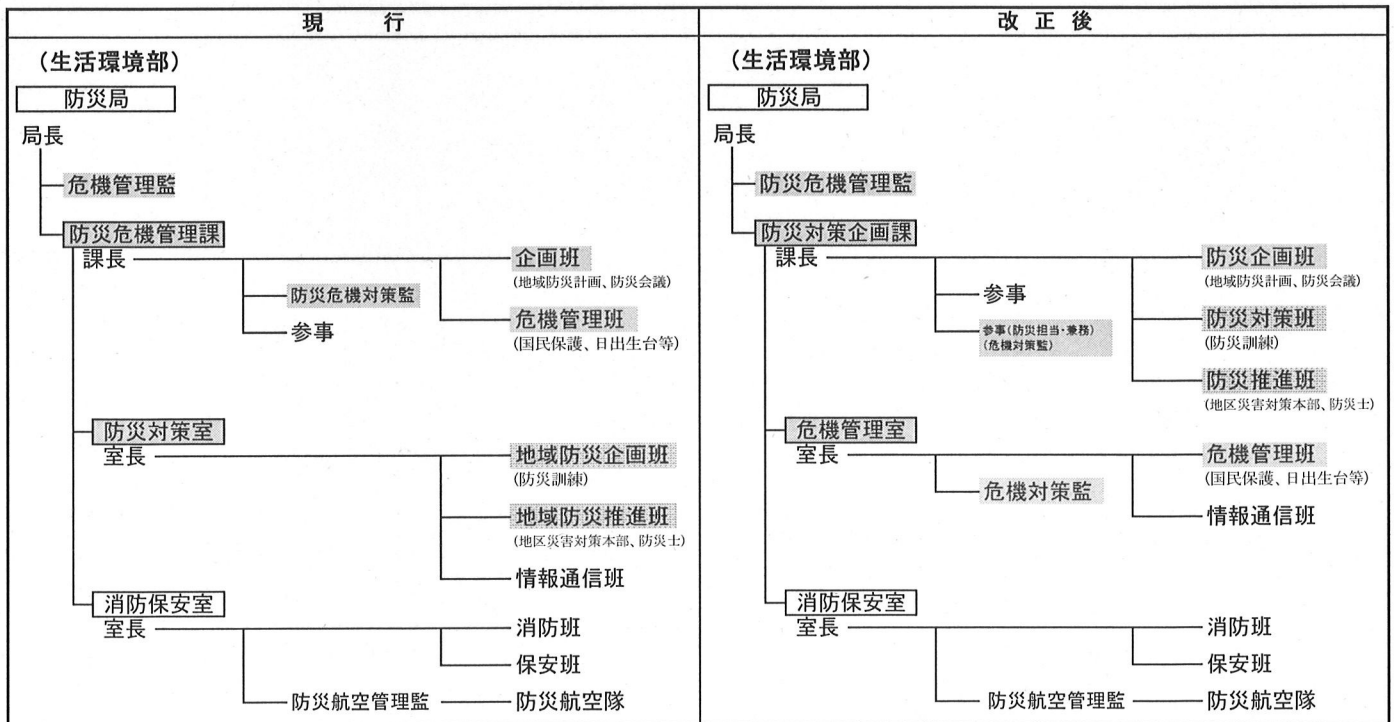 現行
(生活環境部)
防災局
局長
危機管理監
防災危機管理課
課長
企画班
(地域防災計画、防災会議)
防災危機対策監
危機管理班
参事
(国民保護、日出生台等)
防災対策室
室長
地域防災企画班
(防災訓練)
地域防災推進班
(地区災害対策本部、防災士)
情報通信班
消防保安室
室長
消防班
保安班
防災航空管理監
防災航空隊
改正後
(生活環境部)
防災局
局長
防災危機管理監
防災対策企画課
課長
防災企画班
(地域防災計画、防災会議)
参事
防災対策班
参事(防災担当・兼務)
(危機対策監)
(防災訓練)
防災推進班
(地区災害対策本部、防災士)
危機管理室
室長
危機管理班
(国民保護、日出生台等)
危機対策監
情報通信班
消防保安室
室長
消防班
保安班
防災航空管理監
防災航空隊